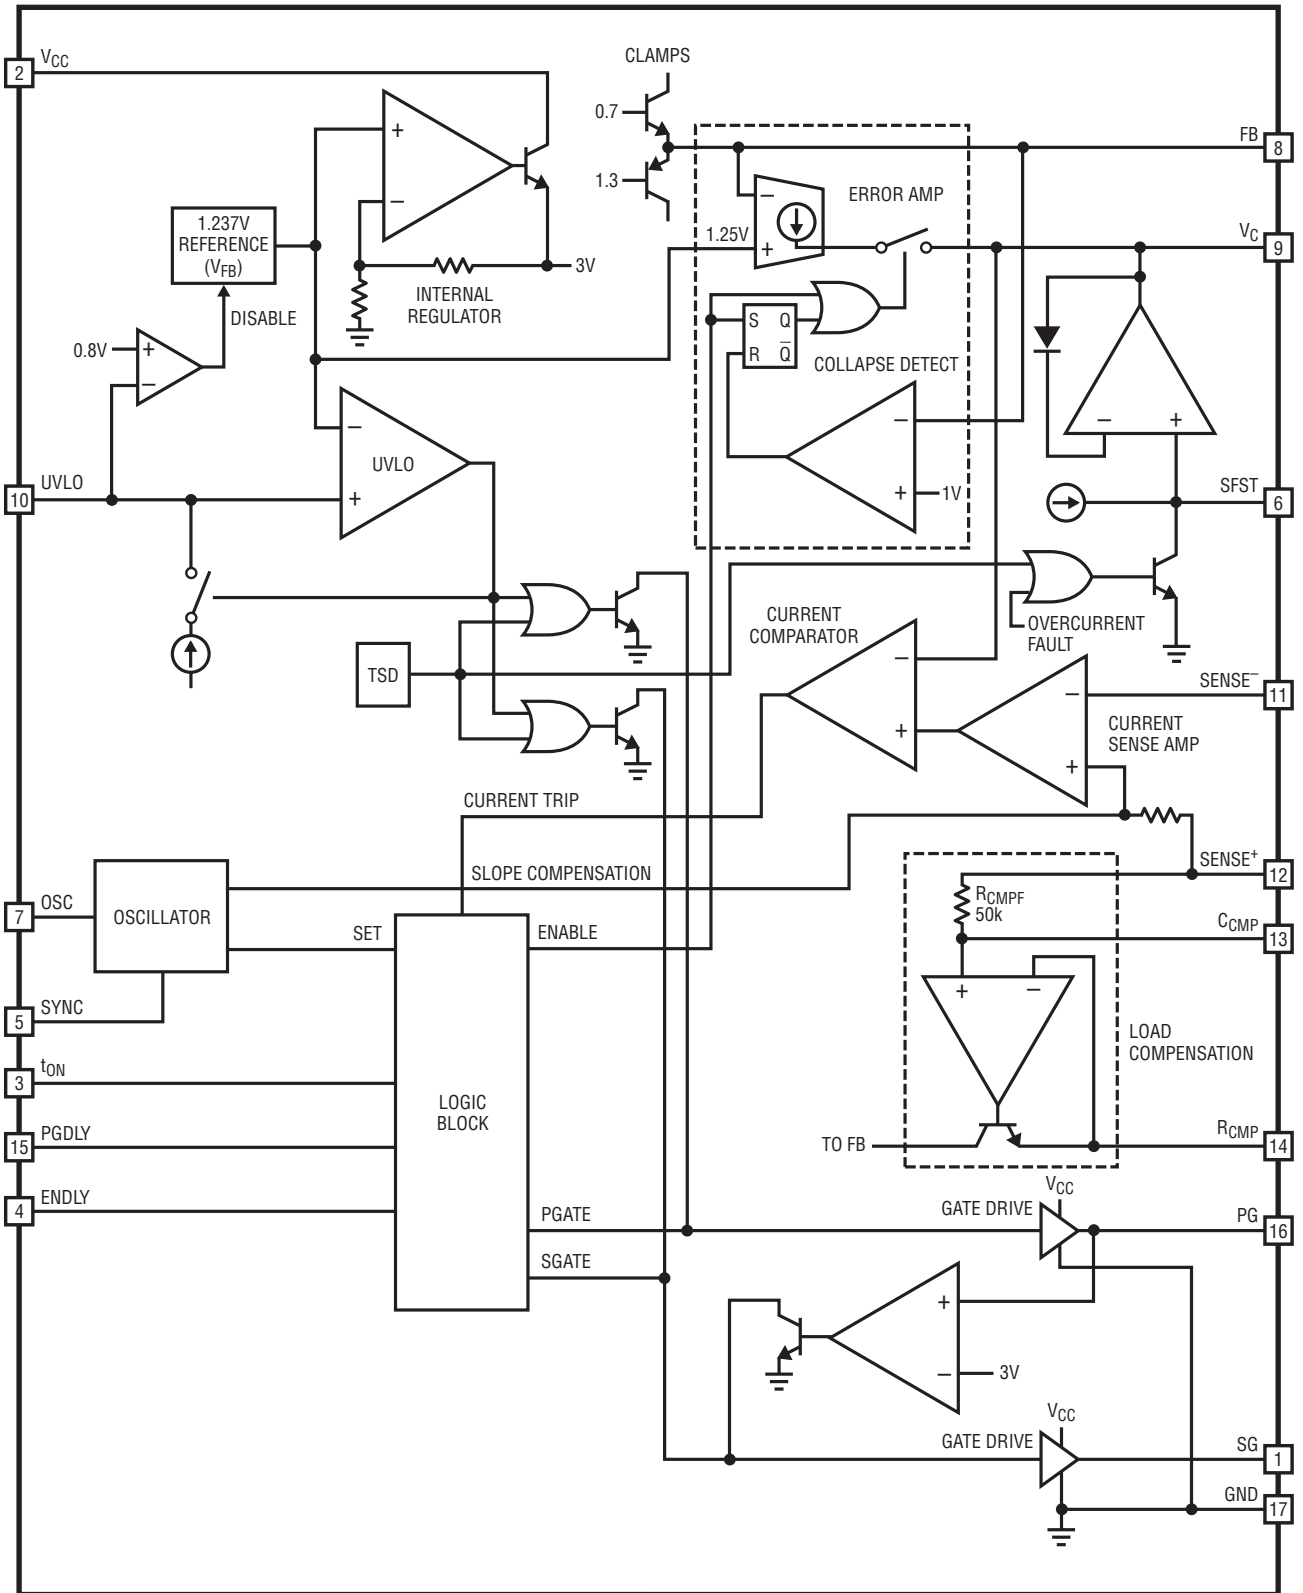 VCC
2
CLAMPS
0.7
1.3
+
−
1.237V
REFERENCE
(VFB)
DISABLE
INTERNAL
REGULATOR
3V
0.8V
+
−
FB
8
ERROR AMP
−
+
1.25V
VC
9
S Q
R Q̅
COLLAPSE DETECT
−
+
1V
−
+
UVLO
10
−
UVLO
+
SFST
6
OVERCURRENT
FAULT
TSD
CURRENT
COMPARATOR
−
+
SENSE−
11
−
+
CURRENT
SENSE AMP
CURRENT TRIP
SLOPE COMPENSATION
SENSE+
12
RCMPF
50k
CCMP
13
OSC
7
OSCILLATOR
SET
ENABLE
+
−
SYNC
5
LOAD
COMPENSATION
tON
3
LOGIC
BLOCK
PGDLY
15
TO FB
RCMP
14
ENDLY
4
PGATE
GATE DRIVE
VCC
PG
16
SGATE
+
−
3V
GATE DRIVE
VCC
SG
1
GND
17